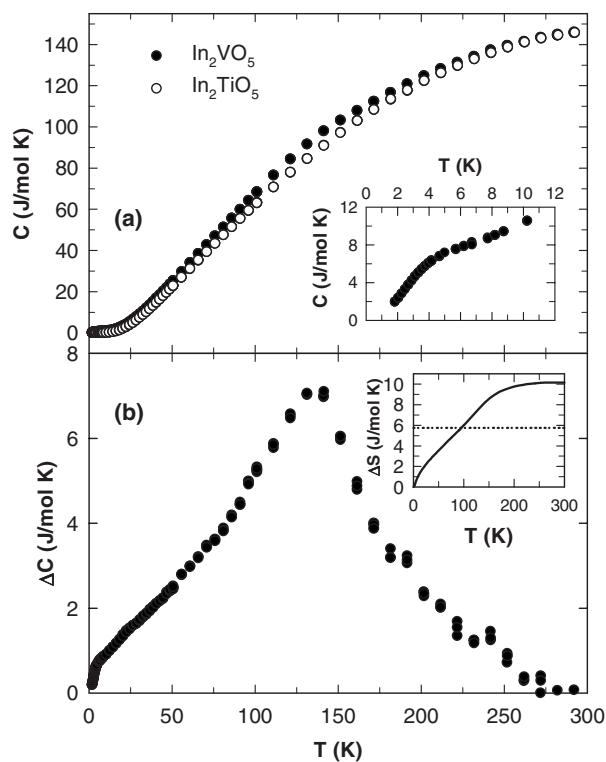 In2VO5
In2TiO5
(a)
C (J/mol K)
140
120
100
80
60
40
20
0
T (K)
0 2 4 6 8 10 12
C (J/mol K)
12
8
4
0
(b)
ΔC (J/mol K)
8
6
4
2
0
ΔS (J/mol K)
10
8
6
4
2
0
0 100 200 300
T (K)
0 50 100 150 200 250 300
T (K)